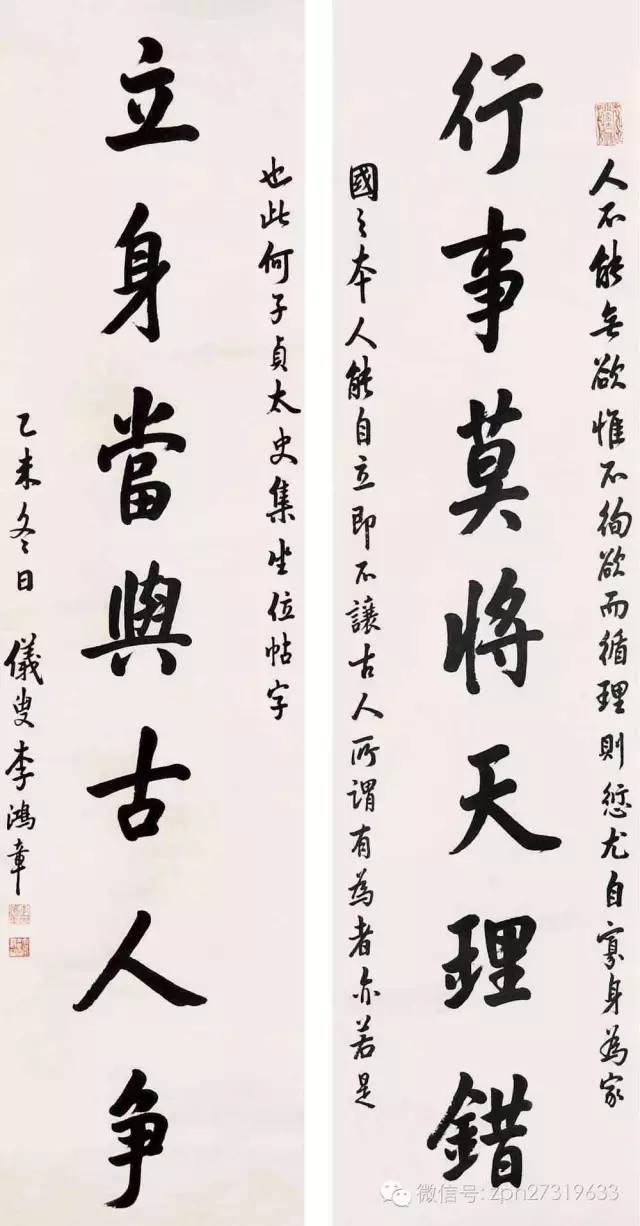 人不能無欲惟不徇欲而循理則愆尤自寡身為家
行事莫將天理錯
國之本人能自立即不讓古人所謂有為者亦若是
也此何子貞太史集坐位帖字
立身當與古人争
乙未冬日 儀叟李鴻章
微信号: zpn27319633